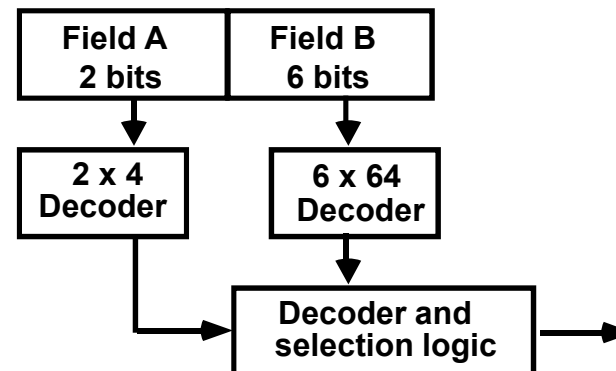 Field A
2 bits
Field B
6 bits
2 x 4
Decoder
6 x 64
Decoder
Decoder and
selection logic